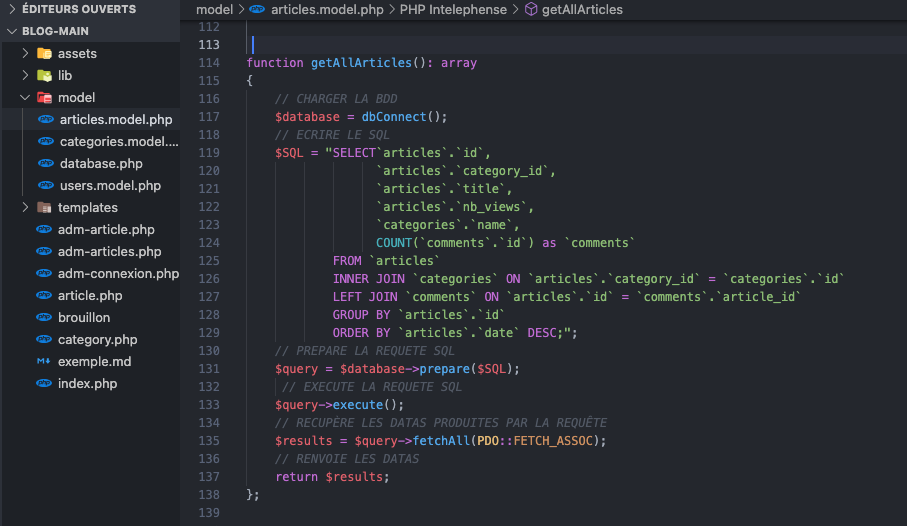 ÉDITEURS OUVERTS
BLOG-MAIN
assets
lib
model
articles.model.php
categories.model....
database.php
users.model.php
templates
adm-article.php
adm-articles.php
adm-connexion.php
article.php
brouillon
category.php
exemple.md
index.php
model > articles.model.php > PHP Intelephense > getAllArticles
112
113
114 function getAllArticles(): array
115 {
116 // CHARGER LA BDD
117 $database = dbConnect();
118 // ECRIRE LE SQL
119 $SQL = "SELECT`articles`.`id`,
120 `articles`.`category_id`,
121 `articles`.`title`,
122 `articles`.`nb_views`,
123 `categories`.`name`,
124 COUNT(`comments`.`id`) as `comments`
125 FROM `articles`
126 INNER JOIN `categories` ON `articles`.`category_id` = `categories`.`id`
127 LEFT JOIN `comments` ON `articles`.`id` = `comments`.`article_id`
128 GROUP BY `articles`.`id`
129 ORDER BY `articles`.`date` DESC;";
130 // PREPARE LA REQUETE SQL
131 $query = $database->prepare($SQL);
132 // EXECUTE LA REQUETE SQL
133 $query->execute();
134 // RECUPÈRE LES DATAS PRODUITES PAR LA REQUÊTE
135 $results = $query->fetchAll(PDO::FETCH_ASSOC);
136 // RENVOIE LES DATAS
137 return $results;
138 };
139